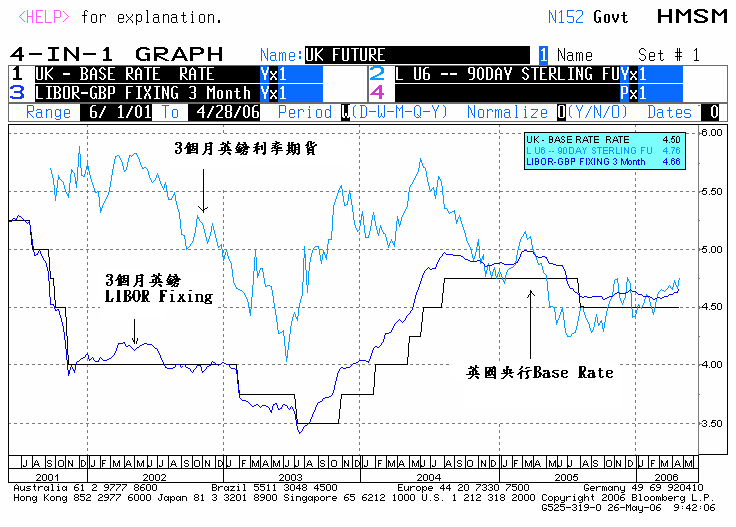 <HELP> for explanation. N152 Govt HMSM
4-IN-1 GRAPH Name: UK FUTURE 1 Name Set # 1
1 UK - BASE RATE RATE Yx1 2 L U6 -- 90DAY STERLING FU Yx1
3 LIBOR-GBP FIXING 3 Month Yx1 4 Px1
Range 6/ 1/01 To 4/28/06 Period W (D-W-M-Q-Y) Normalize 0 (Y/N/O) Dates 0
UK - BASE RATE RATE 4.50
L U6 -- 90DAY STERLING FU 4.76
LIBOR-GBP FIXING 3 Month 4.66
3個月英鎊利率期貨
3個月英鎊
LIBOR Fixing
英國央行Base Rate
6.00
5.50
5.00
4.50
4.00
3.50
J A S O N D J F M A M J J A S O N D J F M A M J J A S O N D J F M A M J J A S O N D J F M A M J J A S O N D J F M A M
2001 2002 2003 2004 2005 2006
Australia 61 2 9777 8600 Brazil 5511 3048 4500 Europe 44 20 7330 7500 Germany 49 69 920410
Hong Kong 852 2977 6000 Japan 81 3 3201 8900 Singapore 65 6212 1000 U.S. 1 212 318 2000 Copyright 2006 Bloomberg L.P.
G525-319-0 26-May-06 9:42:06